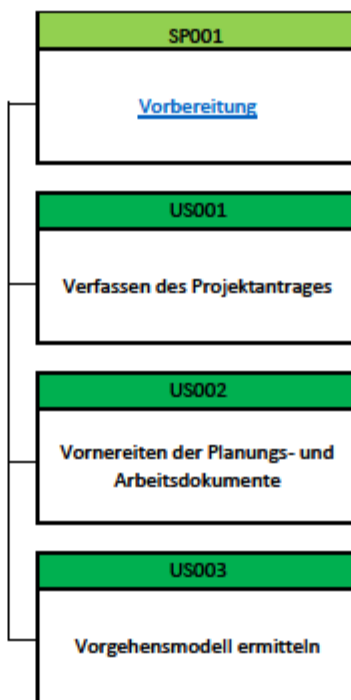 SP001
Vorbereitung
US001
Verfassen des Projektantrages
US002
Vornereiten der Planungs- und
Arbeitsdokumente
US003
Vorgehensmodell ermitteln